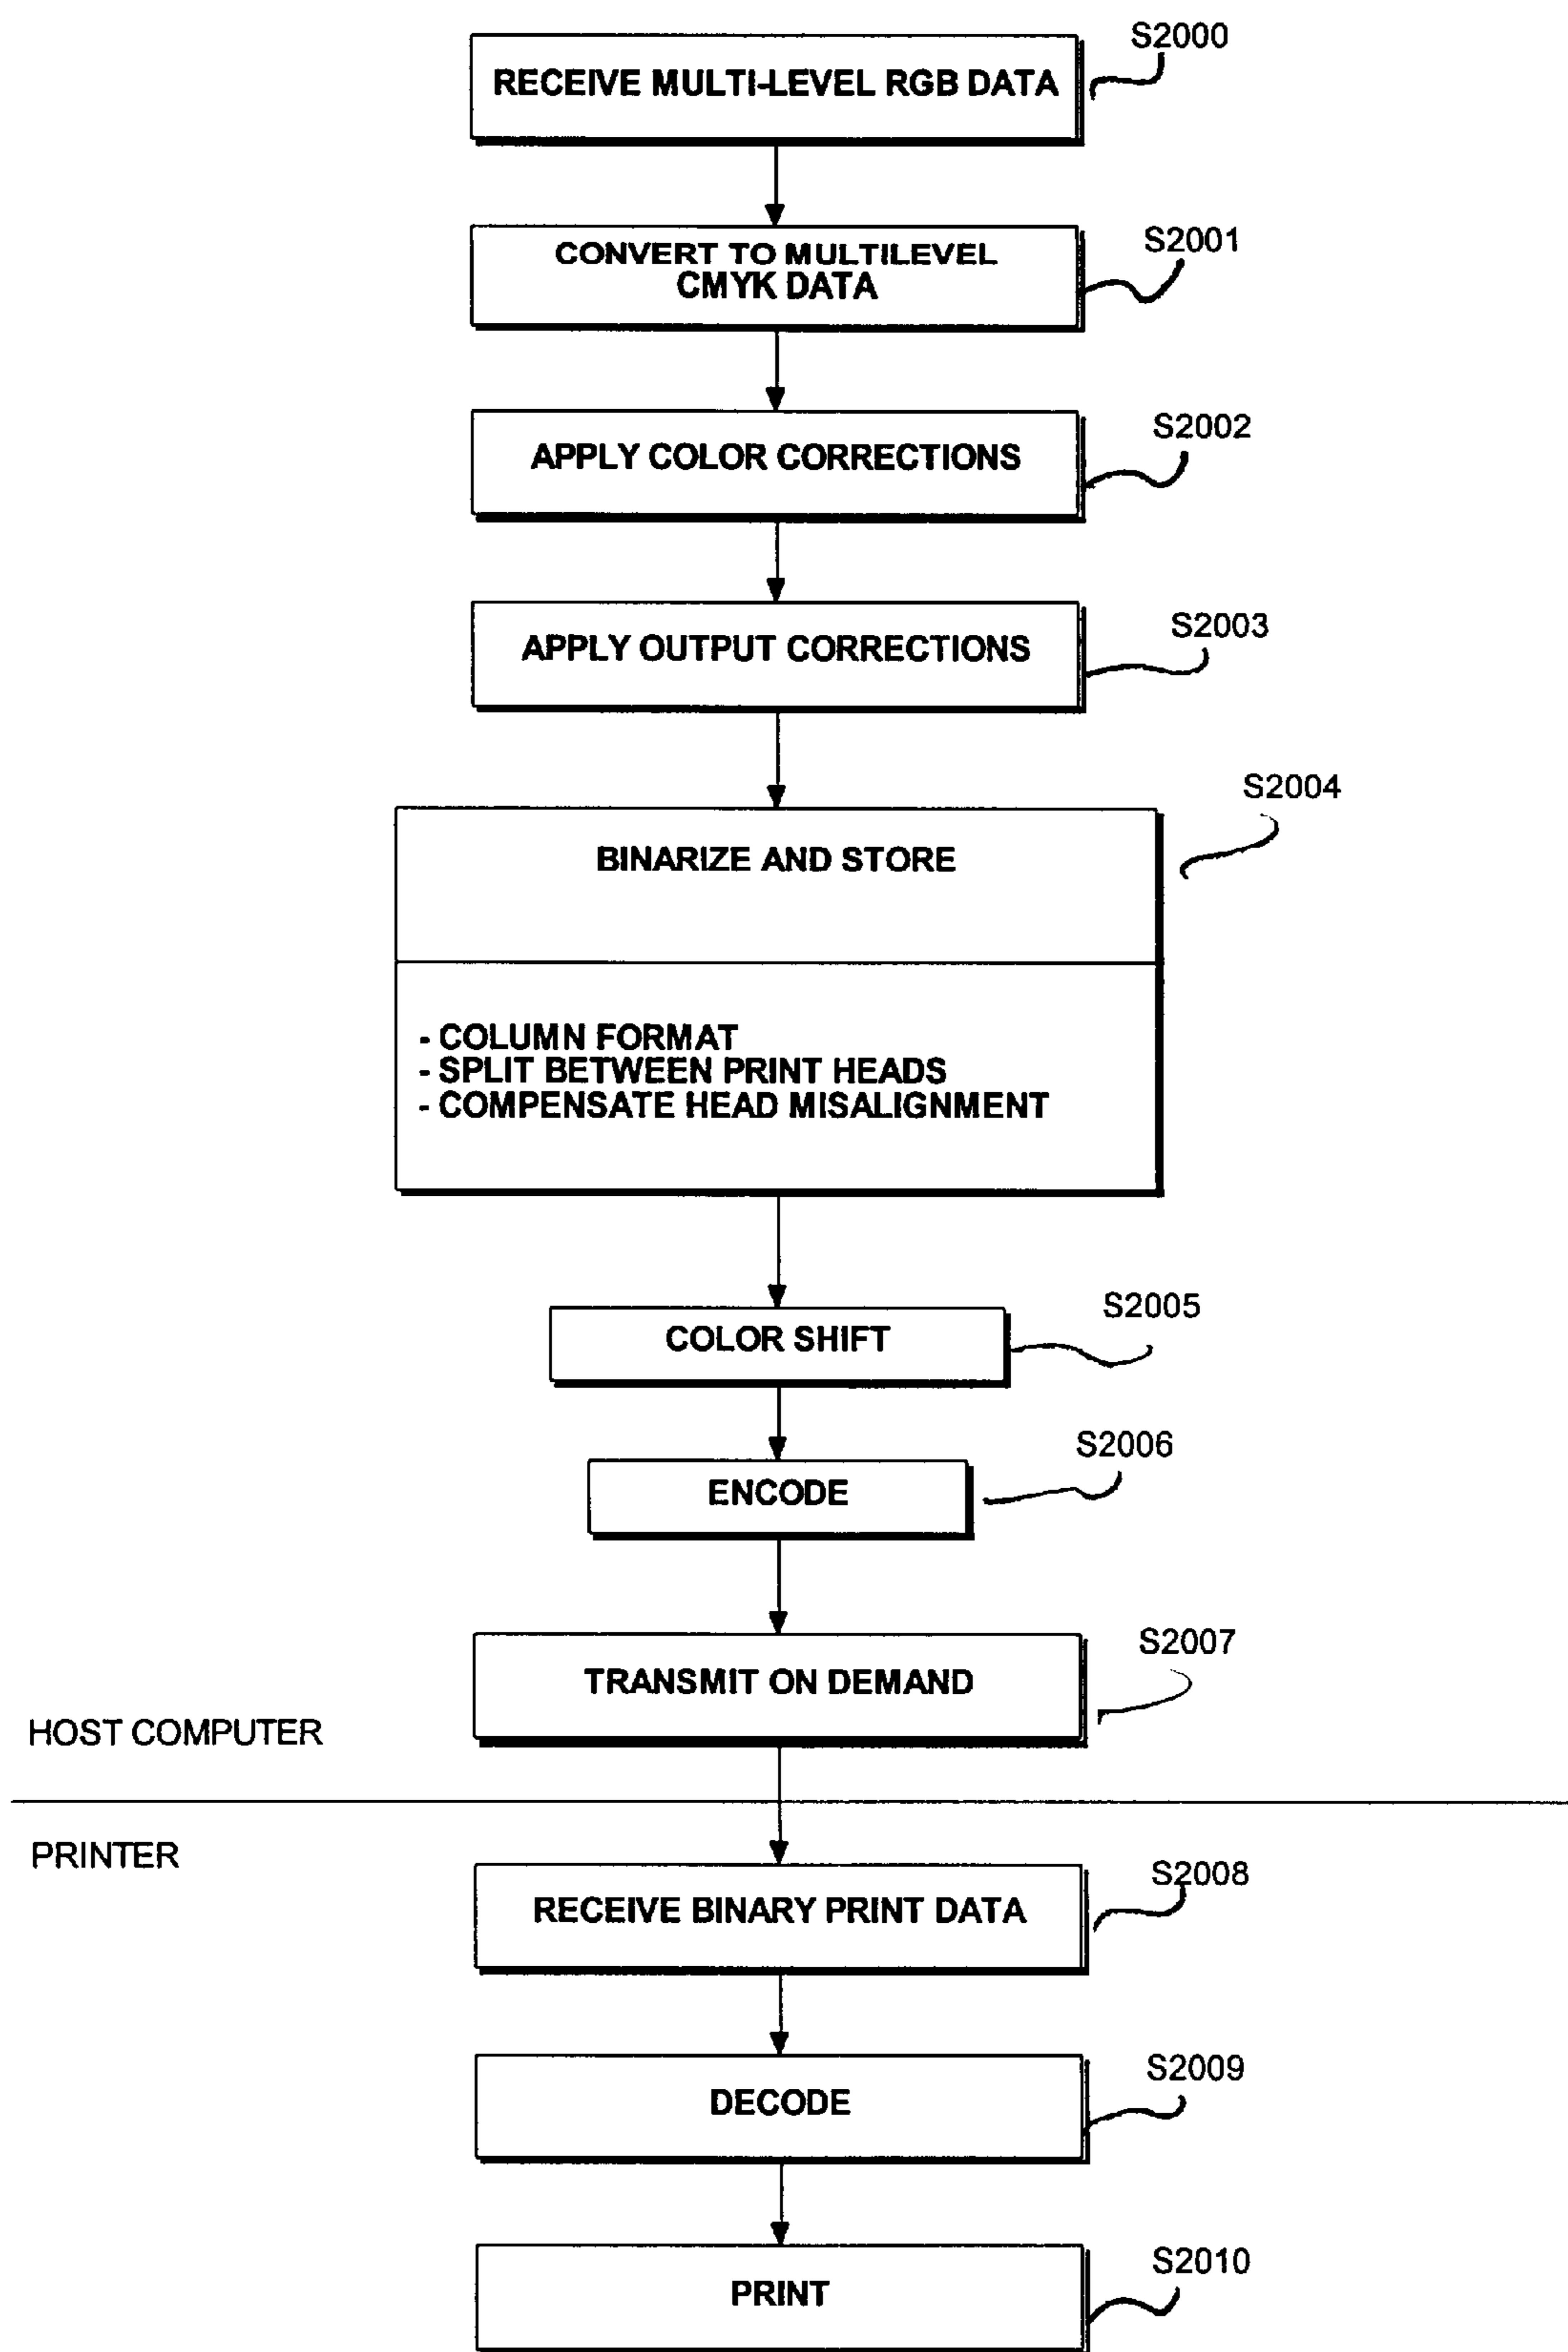 S2000
RECEIVE MULTI-LEVEL RGB DATA
S2001
CONVERT TO MULTILEVEL
CMYK DATA
S2002
APPLY COLOR CORRECTIONS
S2003
APPLY OUTPUT CORRECTIONS
S2004
BINARIZE AND STORE
- COLUMN FORMAT
- SPLIT BETWEEN PRINT HEADS
- COMPENSATE HEAD MISALIGNMENT
S2005
COLOR SHIFT
S2006
ENCODE
S2007
TRANSMIT ON DEMAND
HOST COMPUTER
PRINTER
S2008
RECEIVE BINARY PRINT DATA
S2009
DECODE
S2010
PRINT